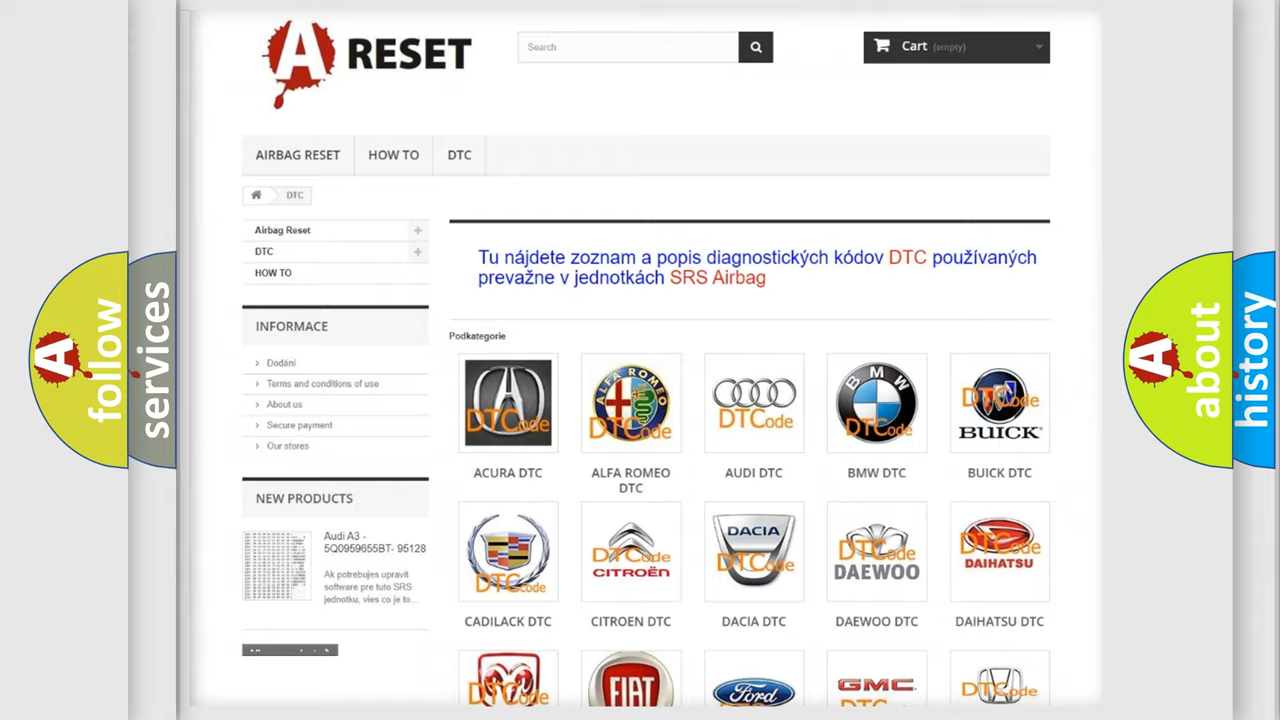 A RESET
Search
Cart (empty)
AIRBAG RESET
HOW TO
DTC
DTC
Airbag Reset
DTC
HOW TO
INFORMACE
Dodání
Terms and conditions of use
About us
Secure payment
Our stores
NEW PRODUCTS
Audi A3 -
5Q0959655BT- 95128
Ak potrebujes upravit
software pre tuto SRS
jednotku, vies co je to...
Tu nájdete zoznam a popis diagnostických kódov DTC používaných
prevažne v jednotkách SRS Airbag
Podkategorie
DTCode
ACURA DTC
ALFA ROMEO
DTCode
ALFA ROMEO
DTC
DTCode
AUDI DTC
BMW
DTCode
BMW DTC
DTCode
BUICK
BUICK DTC
DTCode
CADILACK DTC
DTCode
CITROËN
CITROEN DTC
DACIA
DTCode
DACIA DTC
DTCode
DAEWOO
DAEWOO DTC
DTCode
DAIHATSU
DAIHATSU DTC
DTCode
FIAT
Ford
GMC
DTCode
A follow
services
A about
history